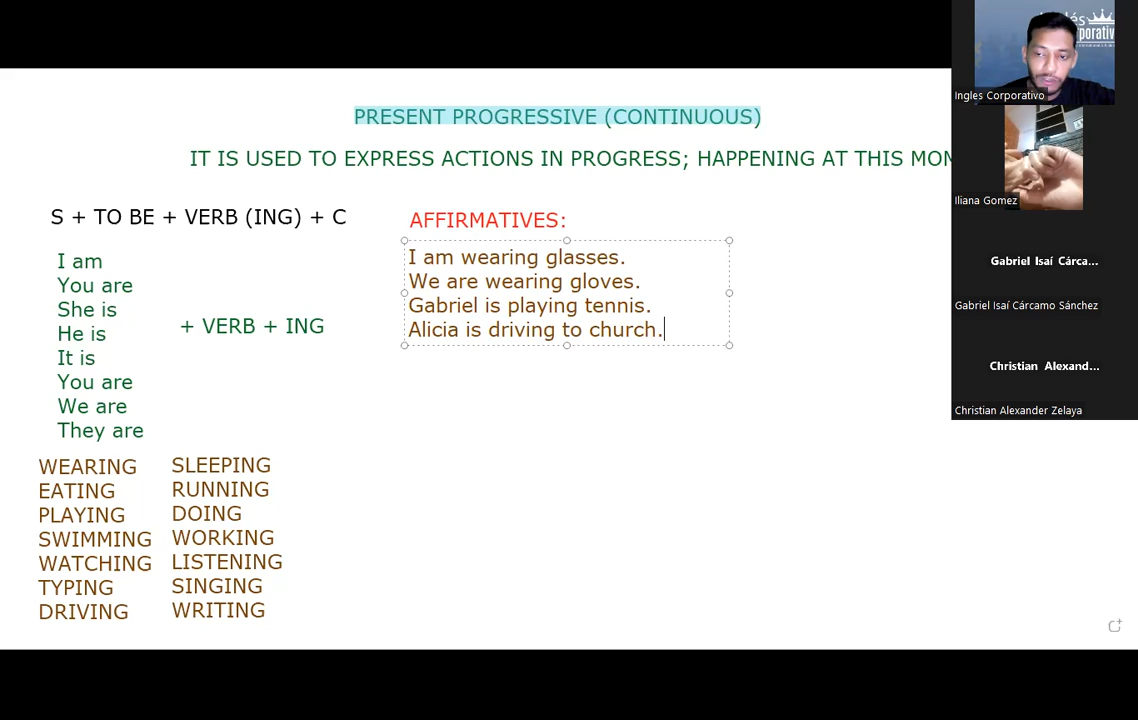 PRESENT PROGRESSIVE (CONTINUOUS)
IT IS USED TO EXPRESS ACTIONS IN PROGRESS; HAPPENING AT THIS MOM
S + TO BE + VERB (ING) + C
I am
You are
She is
He is
It is
You are
We are
They are
+ VERB + ING
WEARING
EATING
PLAYING
SWIMMING
WATCHING
TYPING
DRIVING
SLEEPING
RUNNING
DOING
WORKING
LISTENING
SINGING
WRITING
AFFIRMATIVES:
I am wearing glasses.
We are wearing gloves.
Gabriel is playing tennis.
Alicia is driving to church.
Ingles Corporativo
Iliana Gomez
Gabriel Isaí Cárca...
Gabriel Isaí Cárcamo Sánchez
Christian Alexand...
Christian Alexander Zelaya